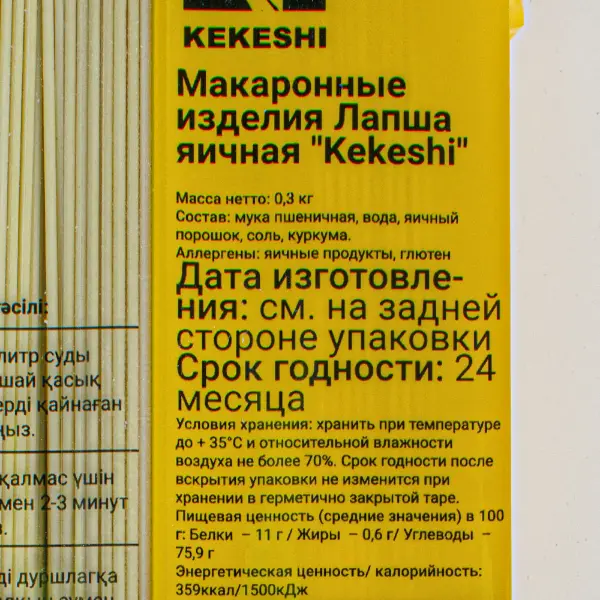 KEKESHI
Макаронные
изделия Лапша
яичная "Kekeshi"
Масса нетто: 0,3 кг
Состав: мука пшеничная, вода, яичный
порошок, соль, куркума.
Аллергены: яичные продукты, глютен
Дата изготовле-
ния: см. на задней
стороне упаковки
Срок годности: 24
месяца
Условия хранения: хранить при температуре
до + 35°С и относительной влажности
воздуха не более 70%. Срок годности после
вскрытия упаковки не изменится при
хранении в герметично закрытой таре.
Пищевая ценность (средние значения) в 100
г: Белки – 11 г / Жиры – 0,6 г/ Углеводы –
75,9 г
Энергетическая ценность/ калорийность:
359ккал/1500кДж
әсілі:
литр суды
шай қасық
ерді қайнаған
ңыз.
қалмас үшін
мен 2-3 минут
з.
ді дуршлагқа